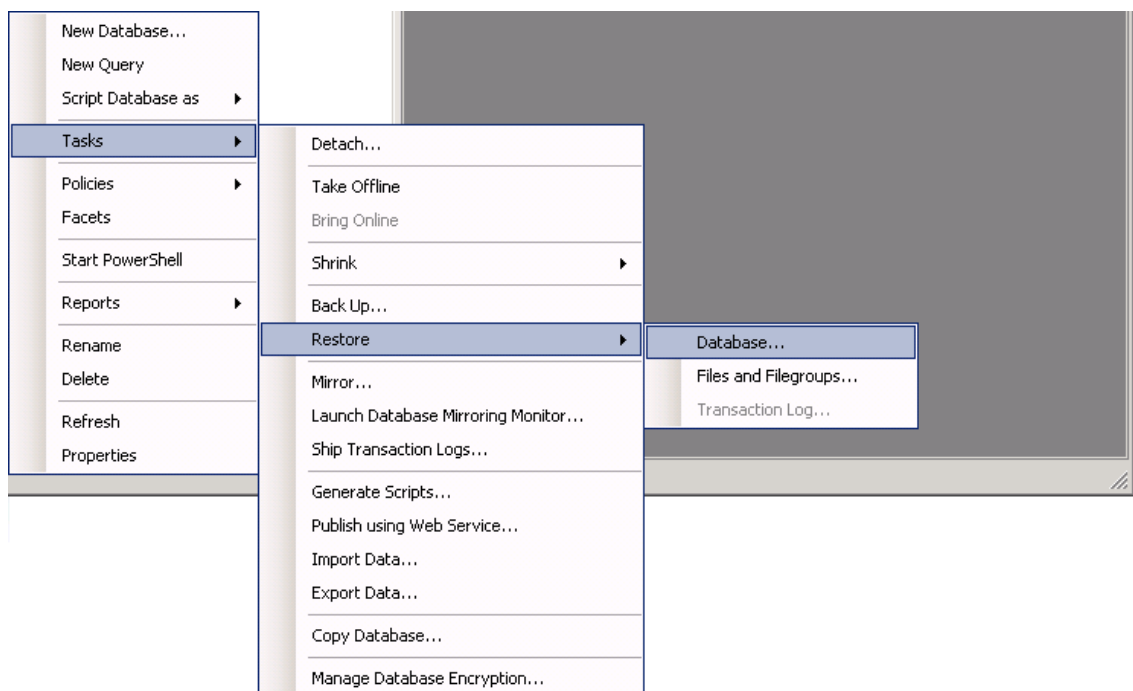 New Database...
New Query
Script Database as
Tasks
Policies
Facets
Start PowerShell
Reports
Rename
Delete
Refresh
Properties
Detach...
Take Offline
Bring Online
Shrink
Back Up...
Restore
Mirror...
Launch Database Mirroring Monitor...
Ship Transaction Logs...
Generate Scripts...
Publish using Web Service...
Import Data...
Export Data...
Copy Database...
Manage Database Encryption...
Database...
Files and Filegroups...
Transaction Log...